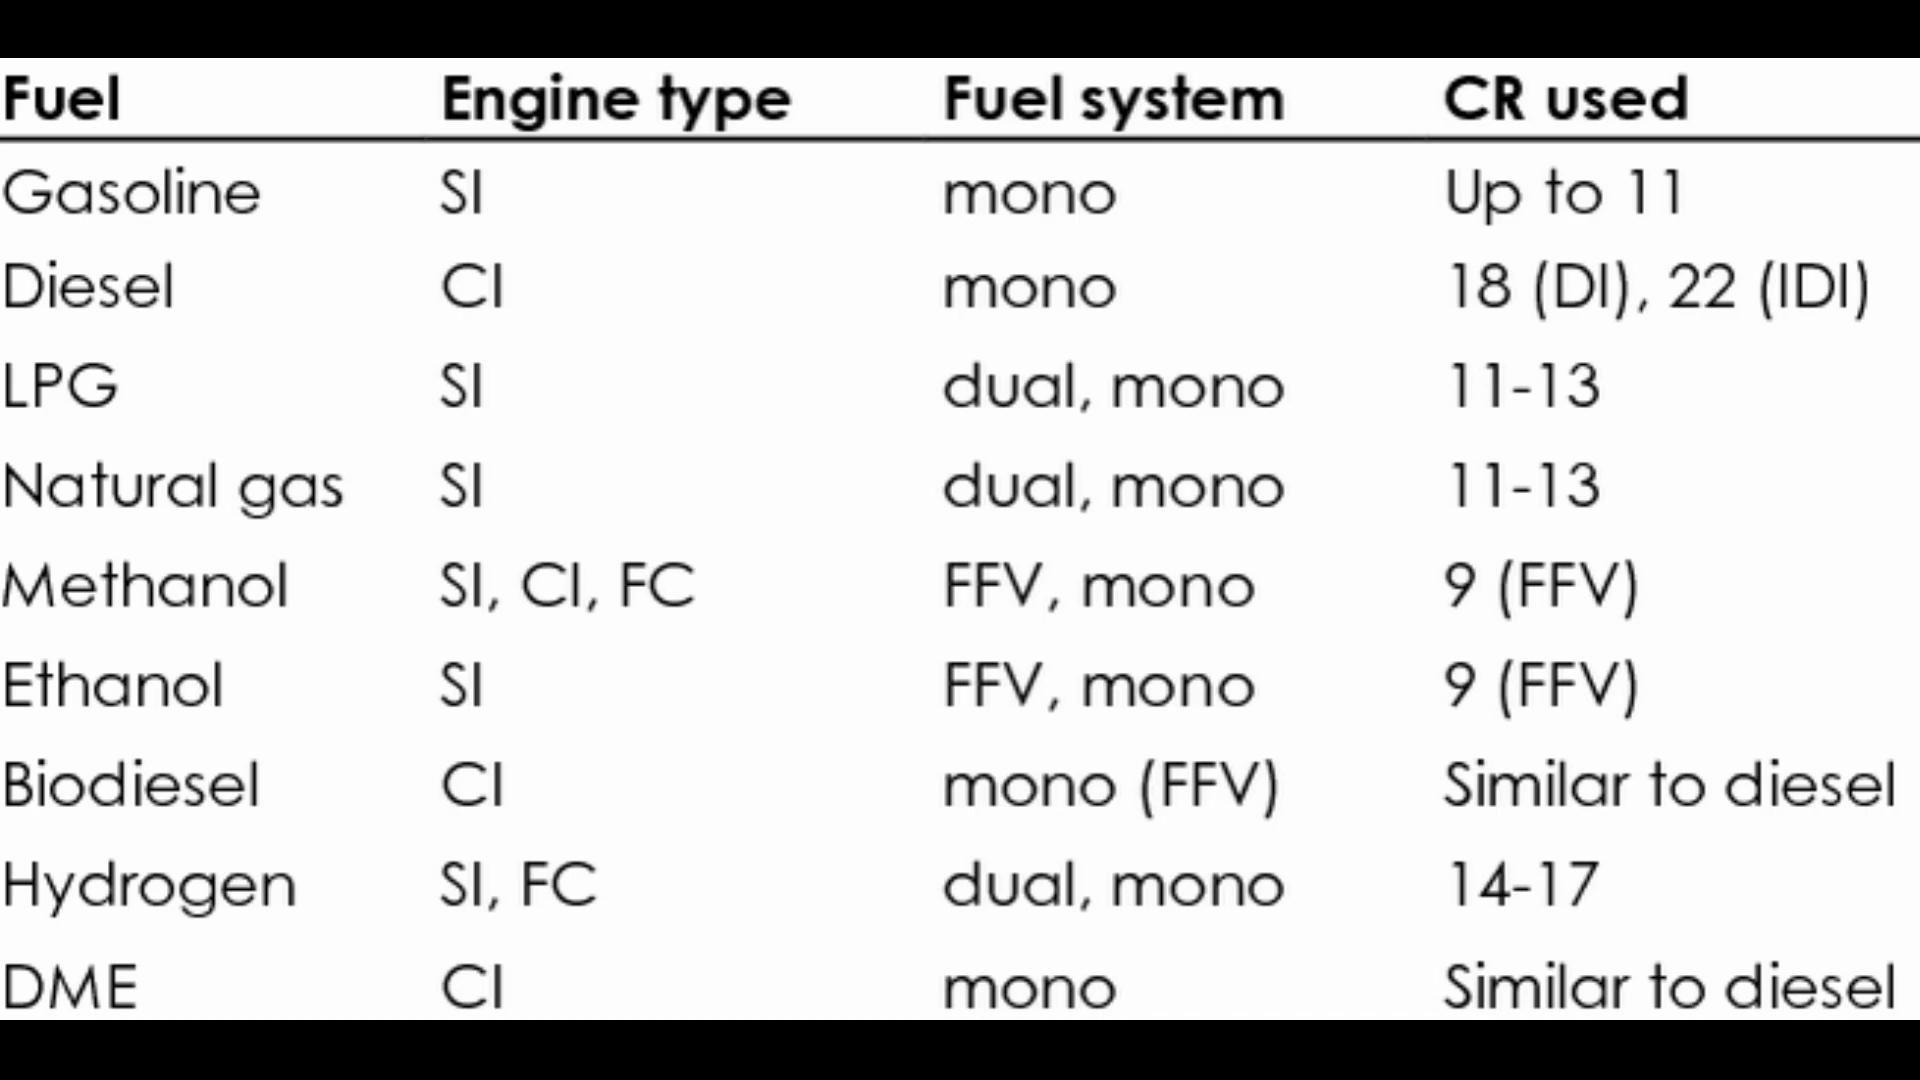 Fuel Engine type Fuel system CR used
Gasoline SI mono Up to 11
Diesel CI mono 18 (DI), 22 (IDI)
LPG SI dual, mono 11-13
Natural gas SI dual, mono 11-13
Methanol SI, CI, FC FFV, mono 9 (FFV)
Ethanol SI FFV, mono 9 (FFV)
Biodiesel CI mono (FFV) Similar to diesel
Hydrogen SI, FC dual, mono 14-17
DME CI mono Similar to diesel